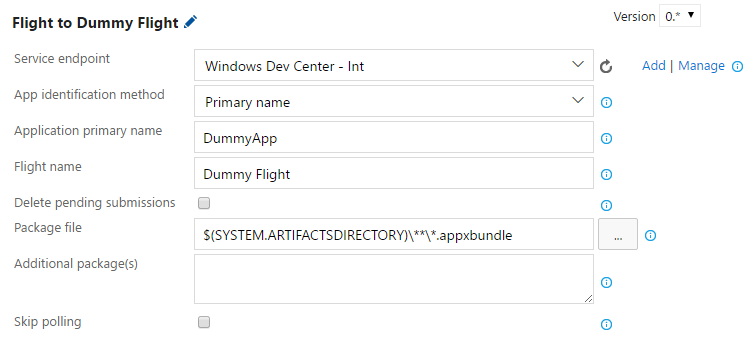 Flight to Dummy Flight
Version 0.*
Service endpoint
Windows Dev Center - Int
Add | Manage
App identification method
Primary name
Application primary name
DummyApp
Flight name
Dummy Flight
Delete pending submissions
Package file
$(SYSTEM.ARTIFACTSDIRECTORY)\**\*.appxbundle
...
Additional package(s)
Skip polling